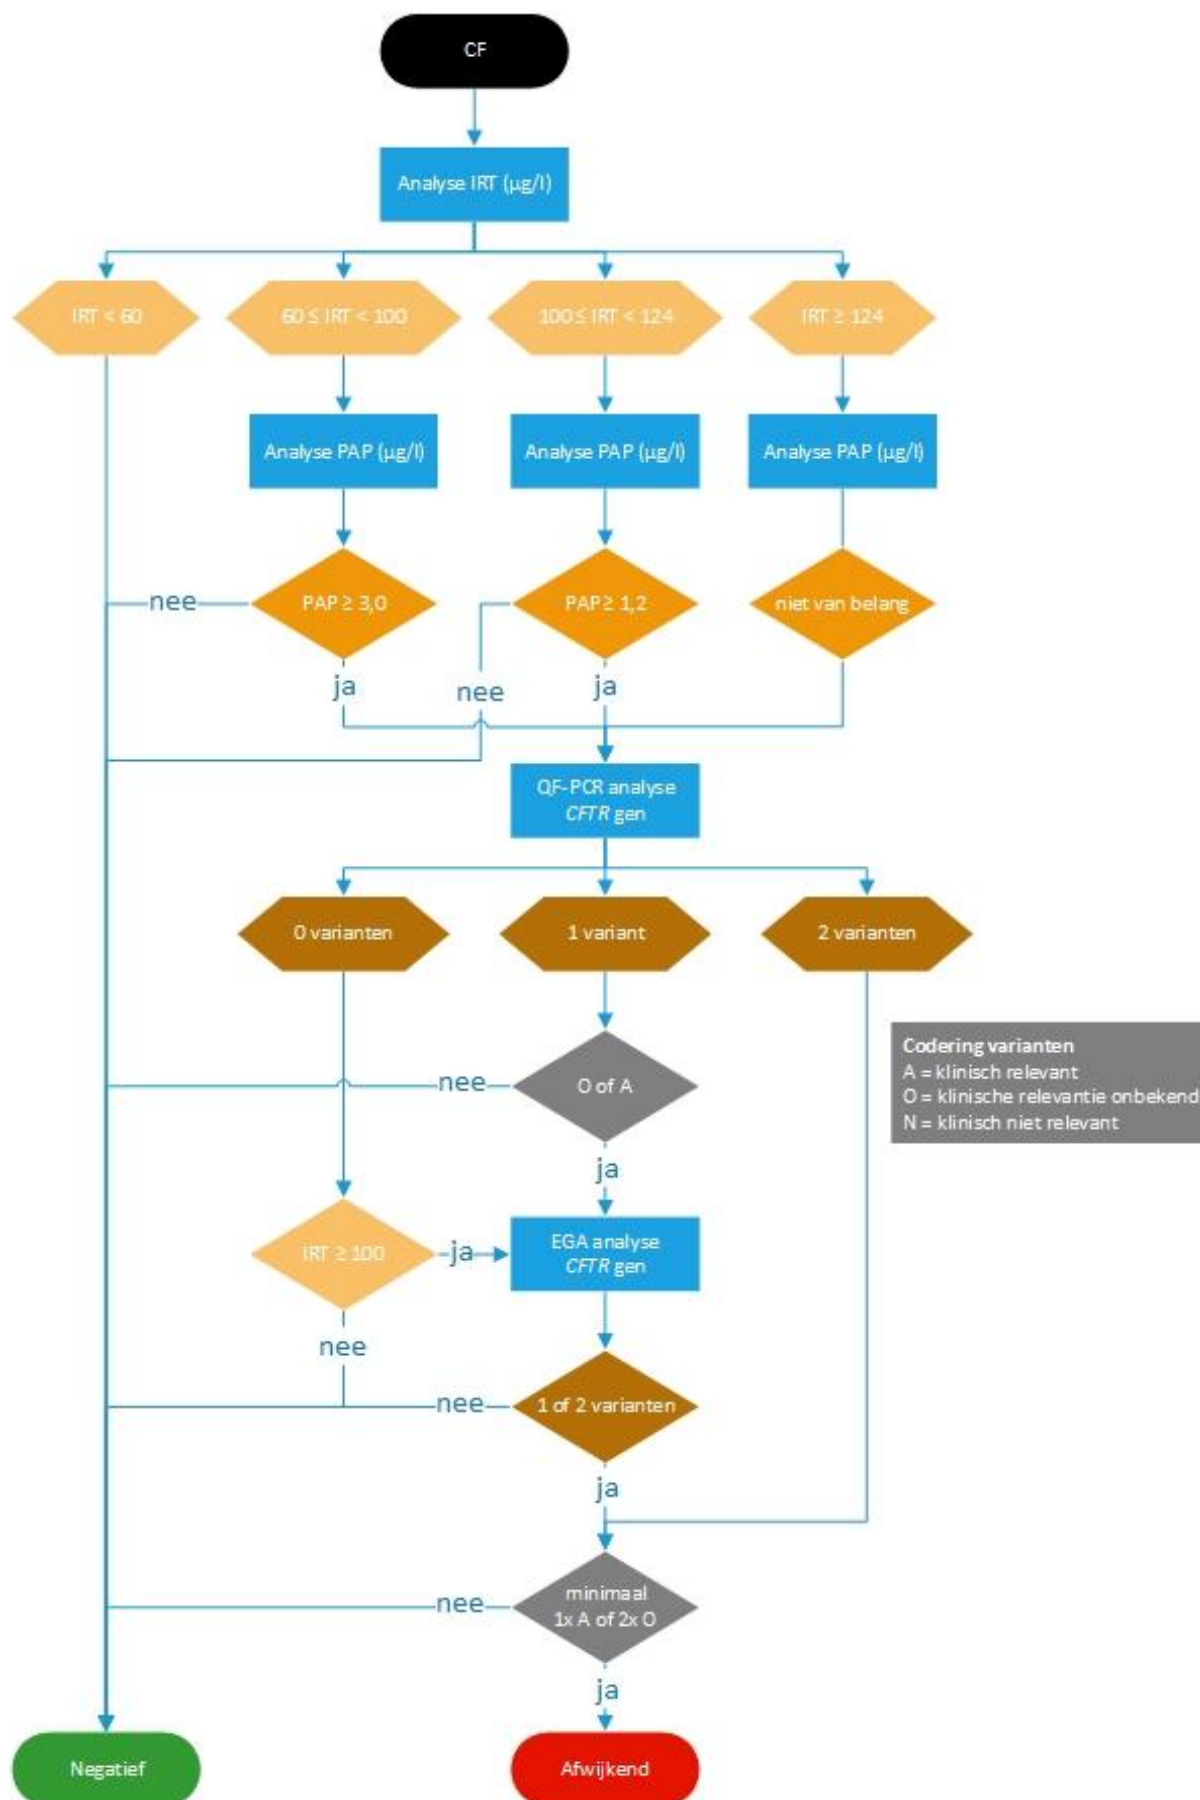 CF
Analyse IRT (µg/l)
IRT < 60
60 ≤ IRT < 100
100 ≤ IRT < 124
IRT ≥ 124
Analyse PAP (µg/l)
Analyse PAP (µg/l)
Analyse PAP (µg/l)
nee
PAP ≥ 3,0
PAP ≥ 1,2
niet van belang
ja
nee
ja
QF-PCR analyse
CFTR gen
0 varianten
1 variant
2 varianten
Codering varianten
A = klinisch relevant
O = klinische relevantie onbekend
N = klinisch niet relevant
nee
O of A
ja
IRT ≥ 100
ja
EGA analyse
CFTR gen
nee
nee
1 of 2 varianten
ja
nee
minimaal
1x A of 2x O
ja
Negatief
Afwijkend